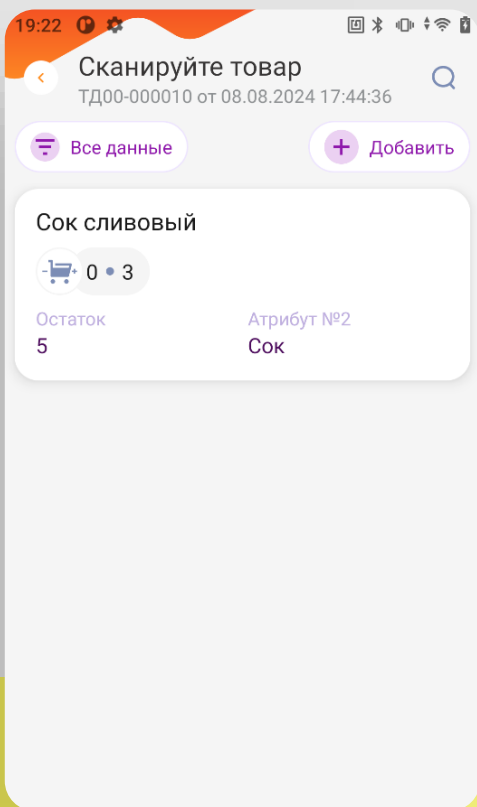 19:22
Сканируйте товар
ТД00-000010 от 08.08.2024 17:44:36
Все данные
Добавить
Сок сливовый
0 • 3
Остаток
Атрибут №2
5
Сок